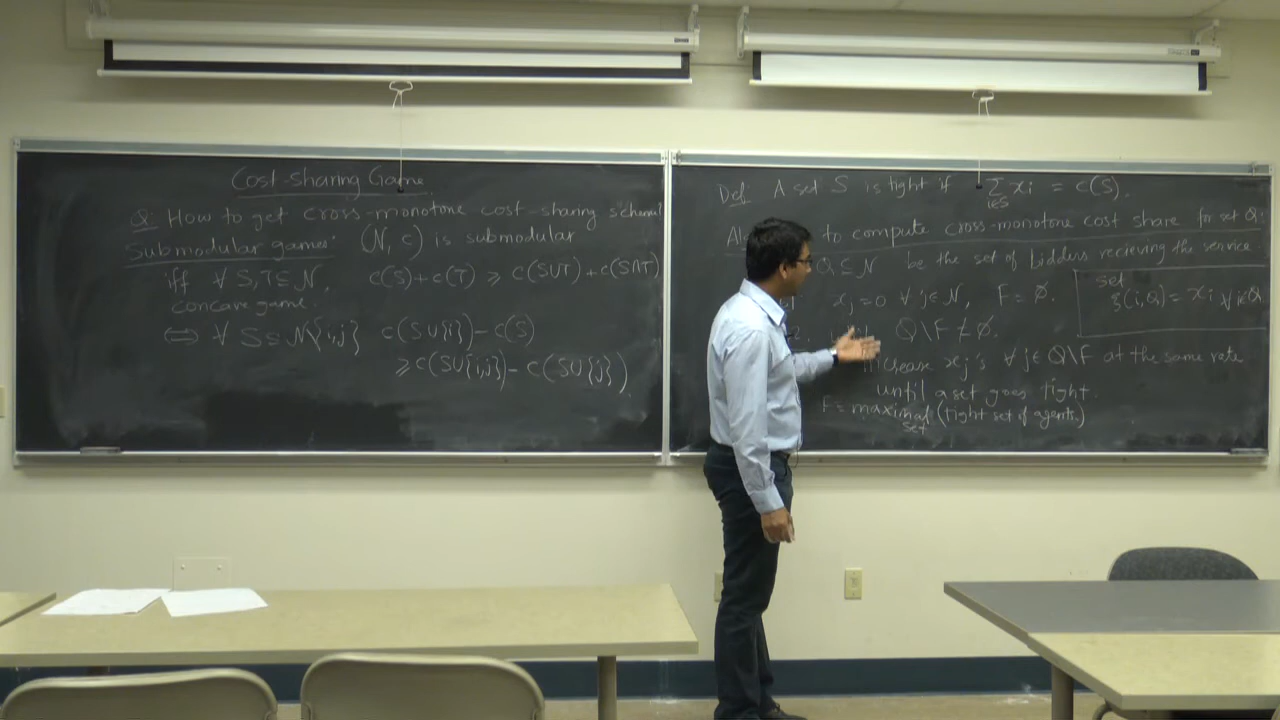 Cost-sharing Game
Q: How to get cross-monotone cost-sharing schemes
Submodular games: (N, c) is submodular
iff ∀ S,T⊆N, c(S)+c(T) ≥ c(S∪T)+c(S∩T)
concave game.
⟺ ∀ S⊆N\{i,j} c(S∪{i})-c(S)
≥c(S∪{i,j})-c(S∪{j})
Def A set S is tight if ∑_{i∈S} xi = c(S).
to compute cross-monotone cost share for set Q:
Q⊆N be the set of bidders recieving the service
xj=0 ∀ j∈N, F = ∅.
set
ξ(i,Q) = xi ∀ i∈Q
Q\F ≠ ∅.
increase xj's ∀ j∈ Q\F at the same rate
until a set goes tight.
F = maximal (tight set of agents)
set